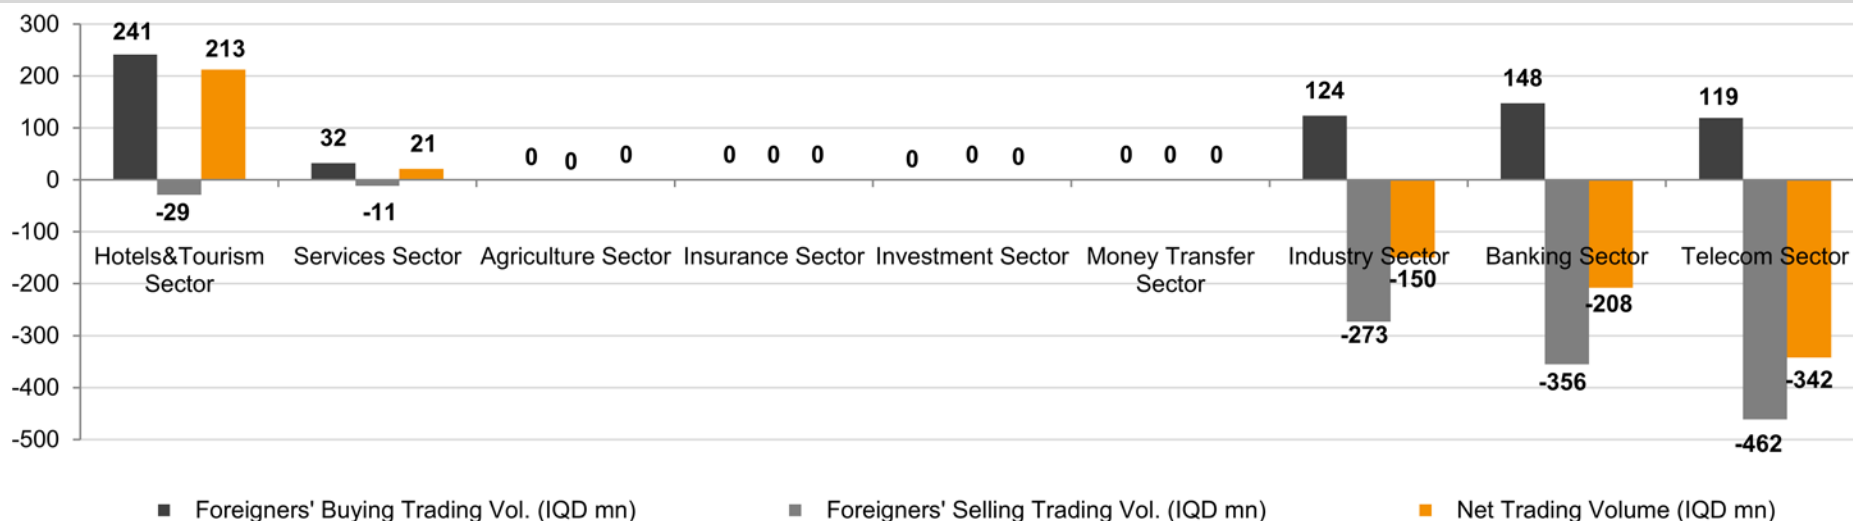 300
241
213
200
148
124
119
100
32
21
0 0 0
0 0 0
0 0 0
0 0 0
0
-29
-11
-100
Hotels&Tourism Sector
Services Sector
Agriculture Sector
Insurance Sector
Investment Sector
Money Transfer Sector
Industry Sector
Banking Sector
Telecom Sector
-150
-200
-208
-273
-300
-356
-342
-400
-462
-500
Foreigners' Buying Trading Vol. (IQD mn)
Foreigners' Selling Trading Vol. (IQD mn)
Net Trading Volume (IQD mn)